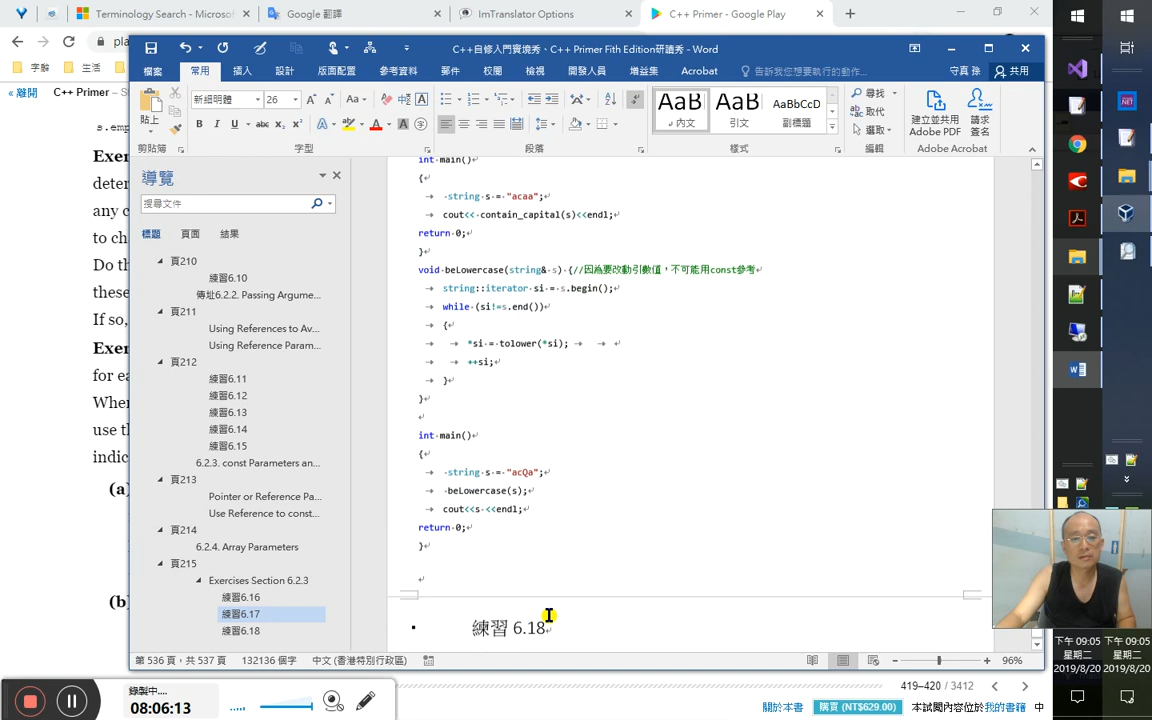 Terminology Search - Microsof
Google 翻譯
ImTranslator Options
C++ Primer - Google Play
字辭
生活
C++自修入門實境秀、C++ Primer Fith Edition研讀秀 - Word
檔案
常用
插入
設計
版面配置
參考資料
郵件
校閱
檢視
開發人員
增益集
Acrobat
告訴我您想要執行的動作...
守真 孫
共用
離開
C++ Primer
貼上
新細明體
26
尋找
取代
選取
AaBbC
AaBbC
AaBbCcD
內文
引文
副標題
建立並共用 Adobe PDF
請求簽名
剪貼簿
字型
段落
樣式
編輯
Adobe Acrobat
s.emp
Exer
deter
any c
to ch
Do th
these
If so,
Exer
for ea
When
use th
indic
(a)
(b)
導覽
搜尋文件
標題
頁面
結果
頁210
練習6.10
傳址6.2.2. Passing Argume...
頁211
Using References to Av...
Using Reference Param...
頁212
練習6.11
練習6.12
練習6.13
練習6.14
練習6.15
6.2.3. const Parameters an...
頁213
Pointer or Reference Pa...
Use Reference to const...
頁214
6.2.4. Array Parameters
頁215
Exercises Section 6.2.3
練習6.16
練習6.17
練習6.18
int main()
{
string s = "acaa";
cout<< contain_capital(s)<<endl;
return 0;
}
void beLowercase(string& s) {//因為要改動引數值，不可能用const參考
string::iterator si = s.begin();
while (si!=s.end())
{
*si = tolower(*si);
++si;
}
}
int main()
{
string s = "acQa";
beLowercase(s);
cout<<s <<endl;
return 0;
}
練習 6.18
第 536 頁，共 537 頁
132136 個字
中文 (香港特別行政區)
96%
錄製中....
08:06:13
419–420 / 3412
關於本書
購買 (NT$629.00)
本試閱內容位於我的書籍
中
下午 09:05
星期二
2019/8/20
下午 09:05
星期二
2019/8/20